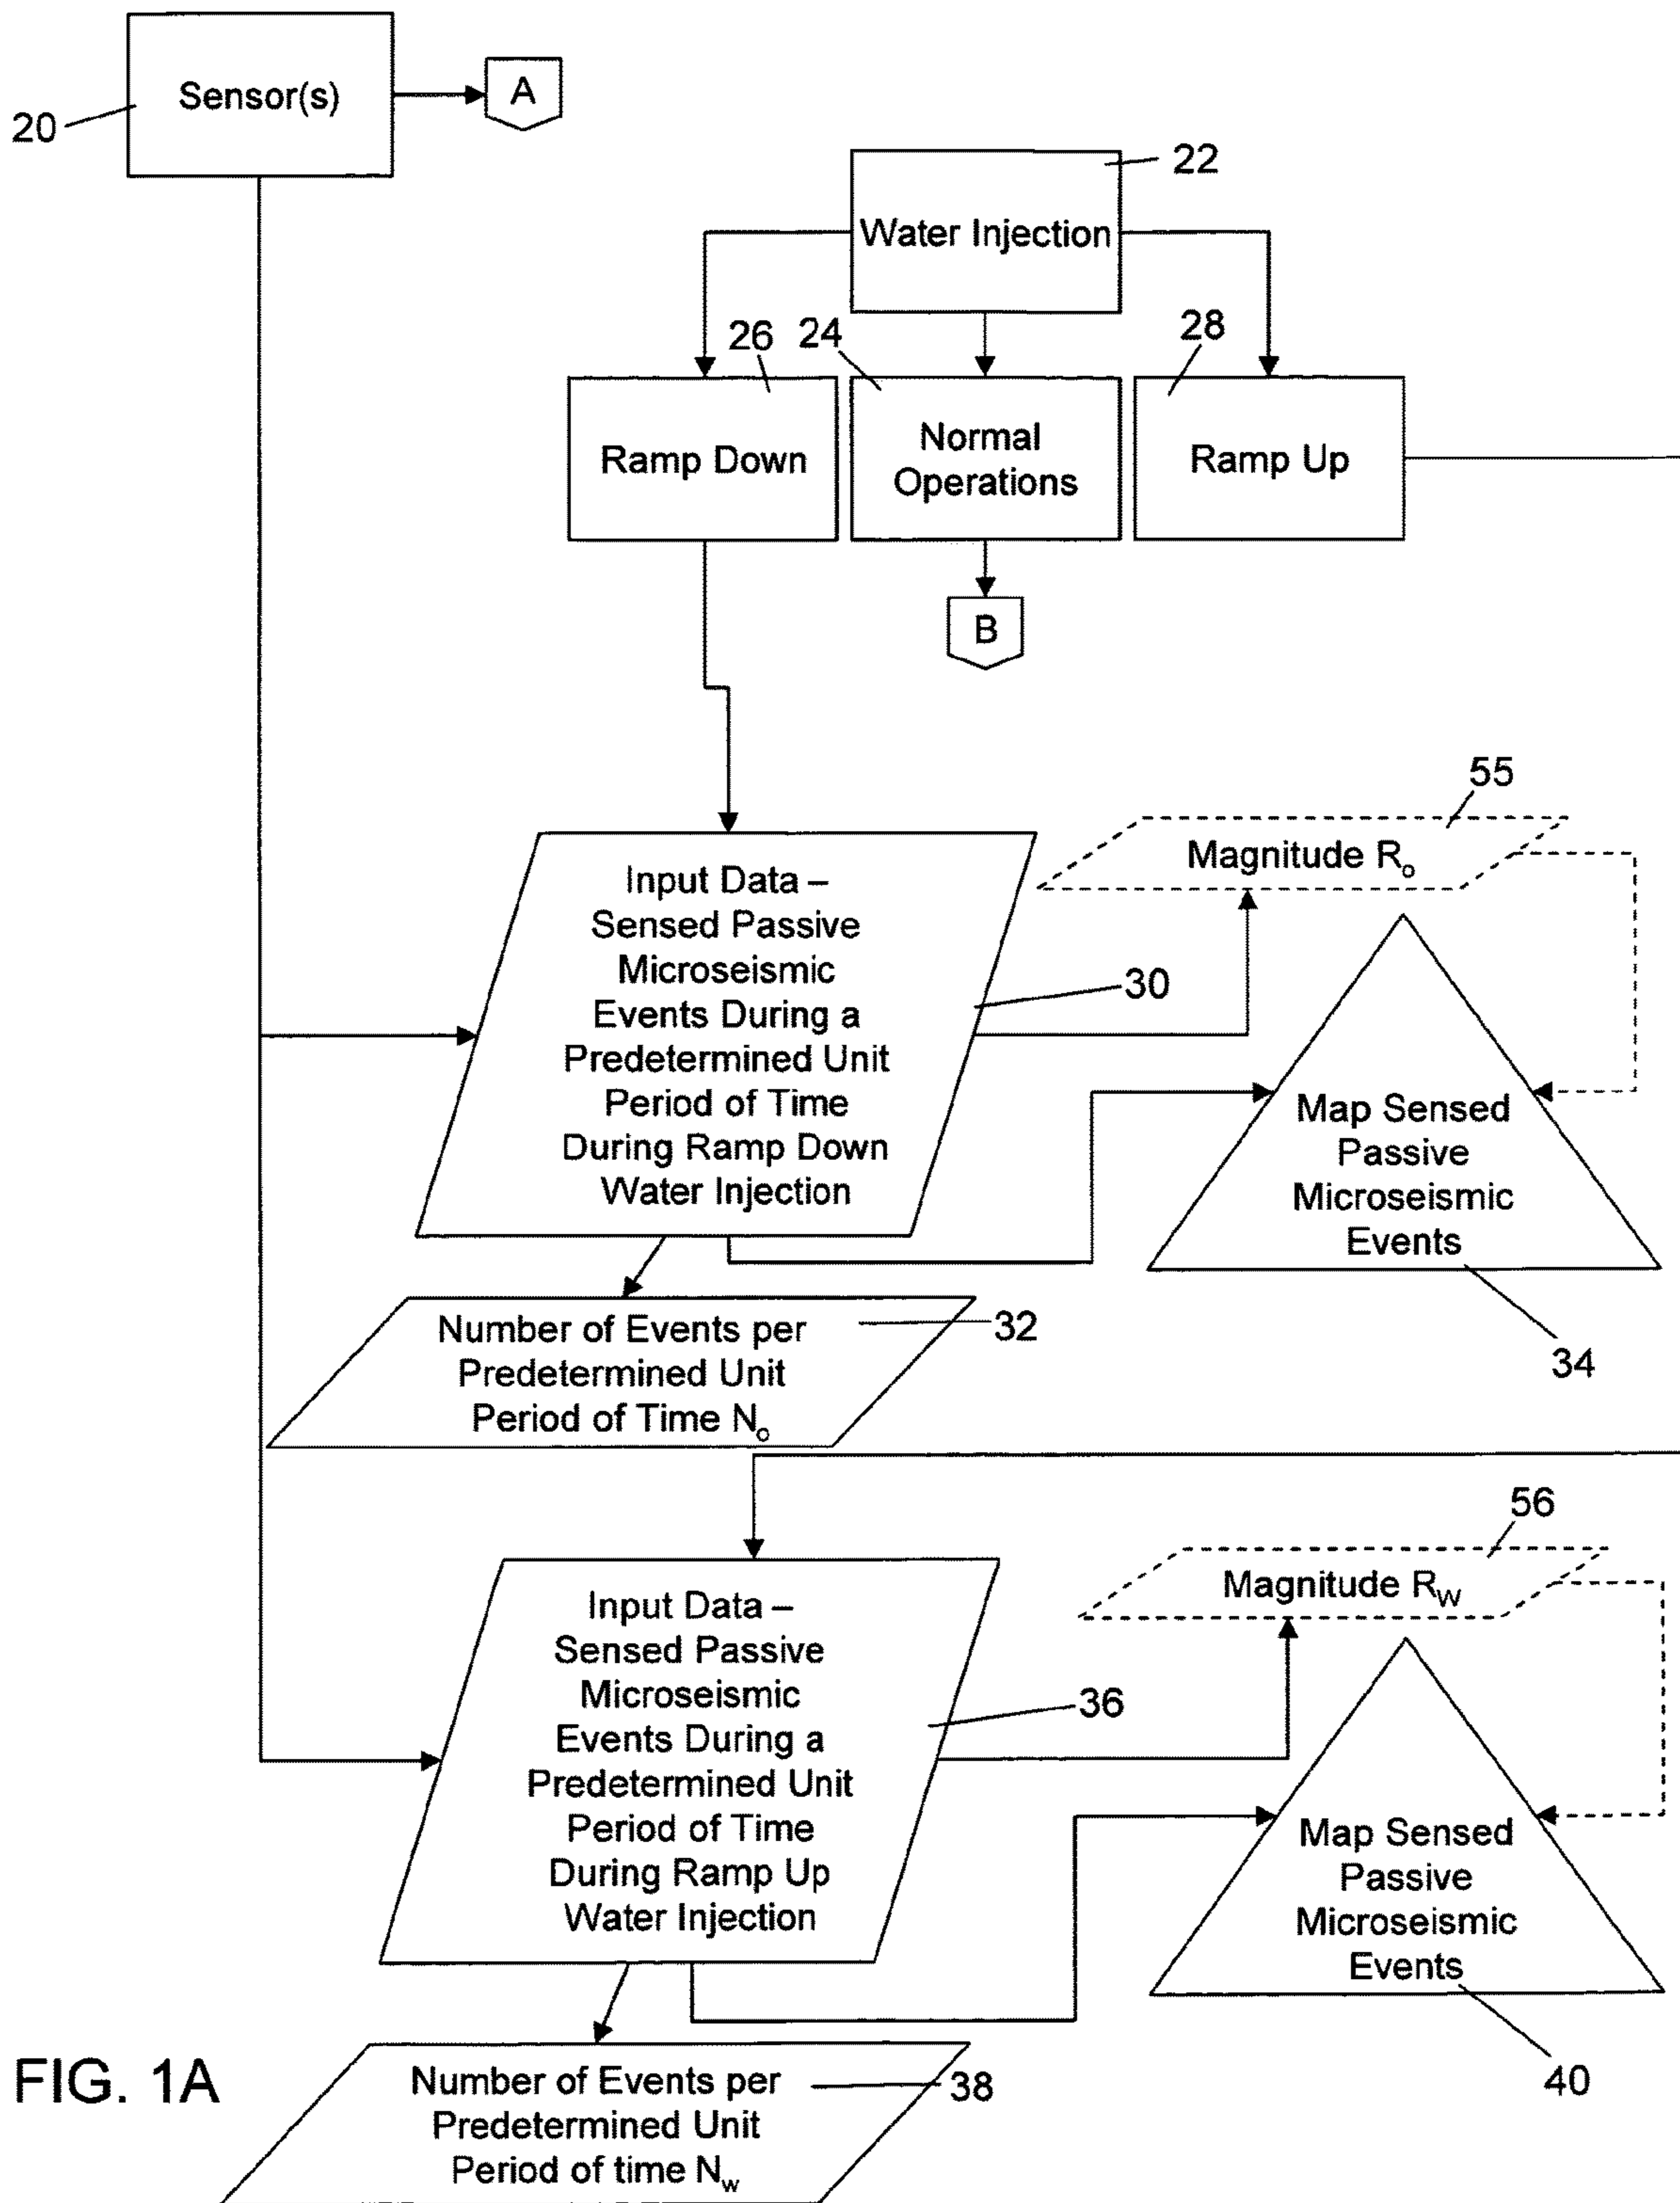 Sensor(s)
A
20
22
Water Injection
26
24
28
Ramp Down
Normal
Operations
Ramp Up
B
55
Magnitude Ro
Input Data –
Sensed Passive
Microseismic
Events During a
Predetermined Unit
Period of Time
During Ramp Down
Water Injection
30
Map Sensed
Passive
Microseismic
Events
34
Number of Events per
Predetermined Unit
Period of Time No
32
56
Magnitude RW
Input Data –
Sensed Passive
Microseismic
Events During a
Predetermined Unit
Period of Time
During Ramp Up
Water Injection
36
Map Sensed
Passive
Microseismic
Events
40
Number of Events per
Predetermined Unit
Period of time Nw
38
FIG. 1A